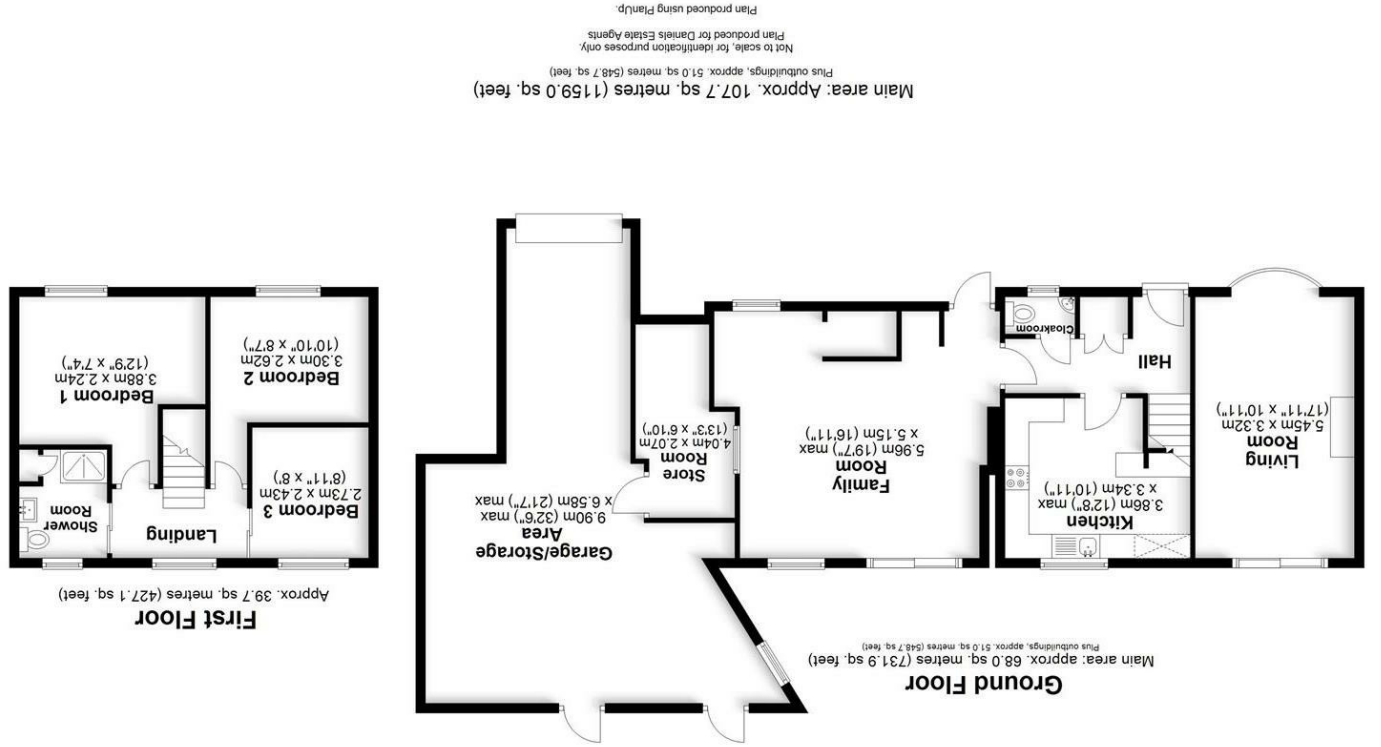 Ground Floor
Main area: approx. 68.0 sq. metres (731.9 sq. feet)
Plus outbuildings, approx. 51.0 sq. metres (548.7 sq. feet)
Living
Room
5.45m x 3.32m
(17'11" x 10'11")
Kitchen
3.86m (12'8") max
x 3.34m (10'11")
Hall
Cloakroom
Family
Room
5.96m (19'7") max
x 5.15m (16'11")
Store
Room
4.04m x 2.07m
(13'3" x 6'10")
Garage/Storage
Area
9.90m (32'6") max
x 6.58m (21'7") max
First Floor
Approx. 39.7 sq. metres (427.1 sq. feet)
Bedroom 3
2.73m x 2.43m
(8'11" x 8')
Landing
Shower
Room
Bedroom 2
3.30m x 2.62m
(10'10" x 8'7")
Bedroom 1
3.88m x 2.24m
(12'9" x 7'4")
Main area: Approx. 107.7 sq. metres (1159.0 sq. feet)
Plus outbuildings, approx. 51.0 sq. metres (548.7 sq. feet)
Not to scale, for identification purposes only.
Plan produced for Daniels Estate Agents
Plan produced using PlanUp.